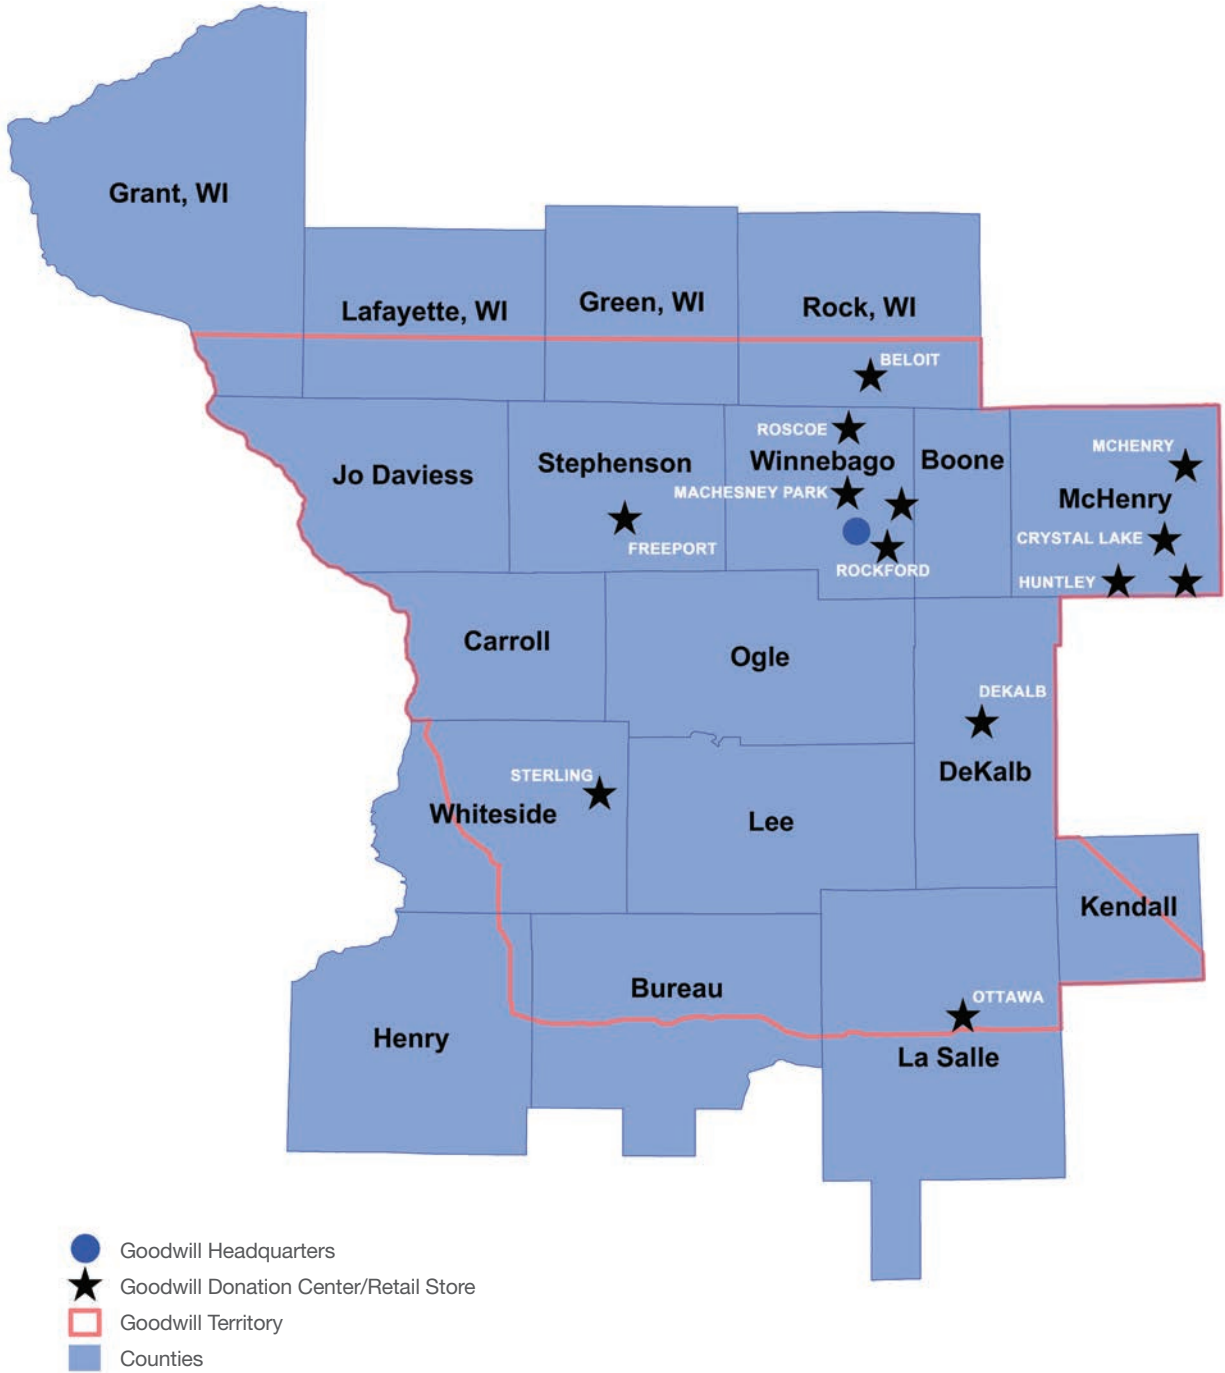 Grant, WI
Lafayette, WI
Green, WI
Rock, WI
BELOIT
ROSCOE
Winnebago
MACHESNEY PARK
ROCKFORD
Jo Daviess
Stephenson
FREEPORT
Boone
MCHENRY
McHenry
CRYSTAL LAKE
HUNTLEY
Carroll
Ogle
DEKALB
DeKalb
STERLING
Whiteside
Lee
Kendall
Henry
Bureau
OTTAWA
La Salle
Goodwill Headquarters
Goodwill Donation Center/Retail Store
Goodwill Territory
Counties